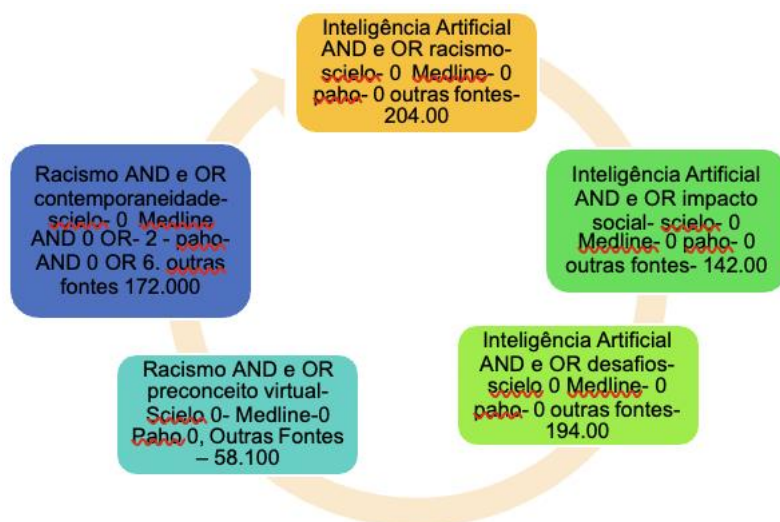 Inteligência Artificial
AND e OR racismo-
scielo- 0 Medline- 0
paho- 0 outras fontes-
204.00
Inteligência Artificial
AND e OR impacto
social- scielo- 0
Medline- 0 paho- 0
outras fontes- 142.00
Inteligência Artificial
AND e OR desafios-
scielo 0 Medline- 0
paho- 0 outras fontes-
194.00
Racismo AND e OR
preconceito virtual-
Scielo 0- Medline-0
Paho 0, Outras Fontes
– 58.100
Racismo AND e OR
contemporaneidade-
scielo- 0 Medline
AND 0 OR- 2 - paho-
AND 0 OR 6. outras
fontes 172.000